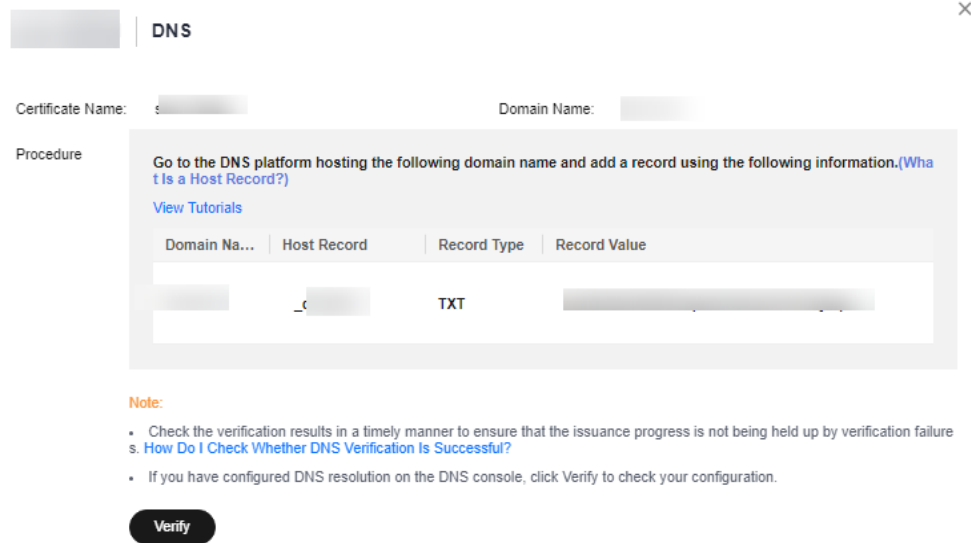 DNS
Certificate Name:
Domain Name:
Procedure
Go to the DNS platform hosting the following domain name and add a record using the following information.(Wha
t Is a Host Record?)
View Tutorials
Domain Na... Host Record Record Type Record Value
TXT
Note:
• Check the verification results in a timely manner to ensure that the issuance progress is not being held up by verification failure
s. How Do I Check Whether DNS Verification Is Successful?
• If you have configured DNS resolution on the DNS console, click Verify to check your configuration.
Verify